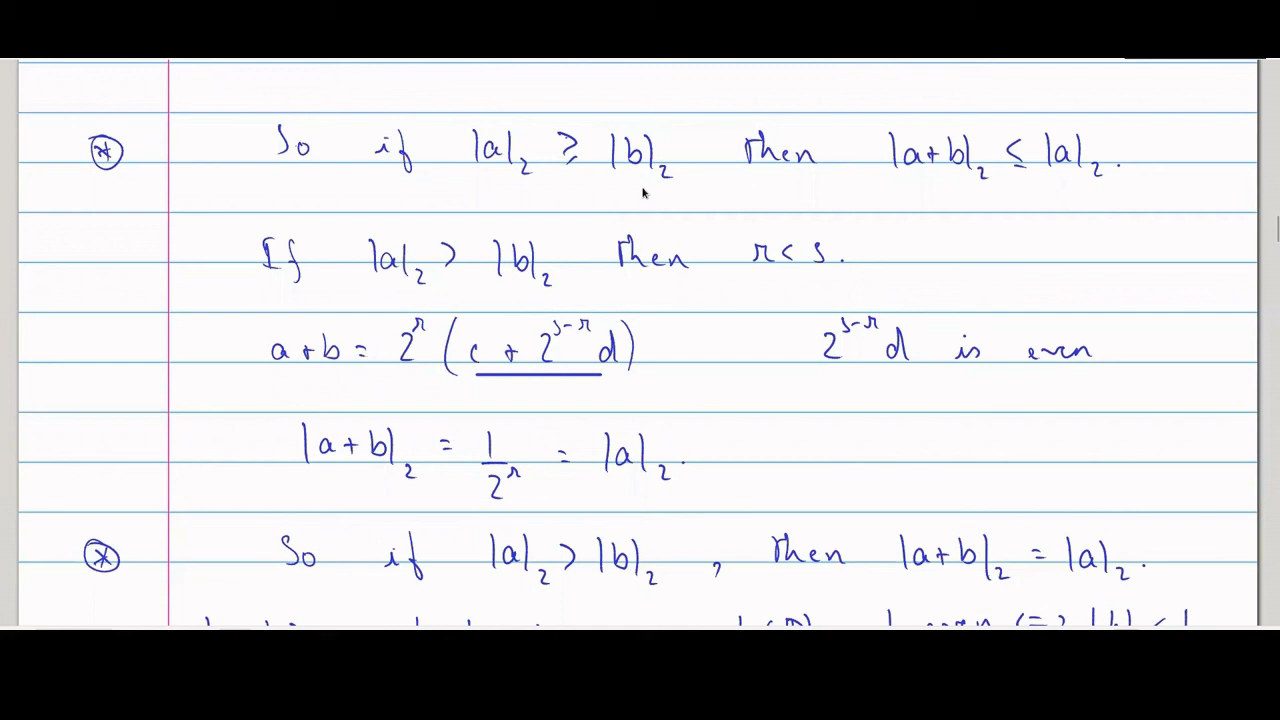 ⊛ So if |a|₂ ≥ |b|₂ then |a+b|₂ ≤ |a|₂.
If |a|₂ > |b|₂ then r < s.
a+b = 2^r (c + 2^{s-r} d) 2^{s-r} d is even
|a+b|₂ = 1/2^r = |a|₂.
⊛ So if |a|₂ > |b|₂, then |a+b|₂ = |a|₂.